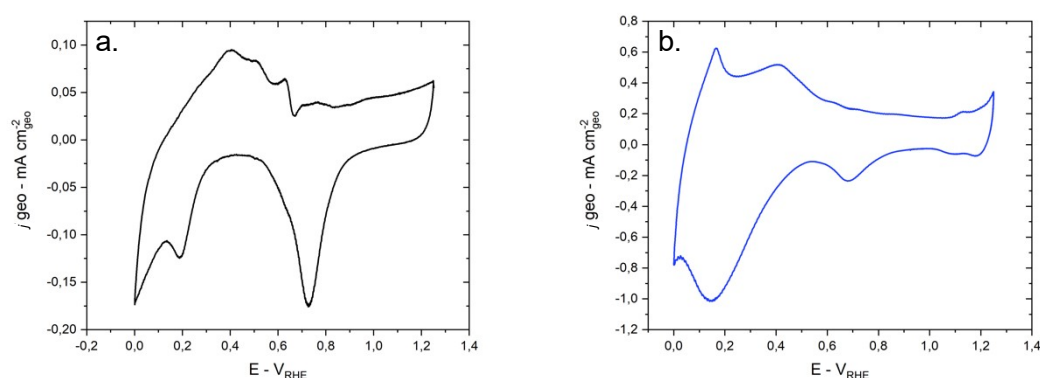 a.
0,10
0,05
0,00
-0,05
-0,10
-0,15
-0,20
j geo - mA cm⁻²geo
-0,2 0,0 0,2 0,4 0,6 0,8 1,0 1,2 1,4
E - VRHE
b.
0,8
0,6
0,4
0,2
0,0
-0,2
-0,4
-0,6
-0,8
-1,0
-1,2
j geo - mA cm⁻²geo
0,0 0,2 0,4 0,6 0,8 1,0 1,2 1,4
E - VRHE